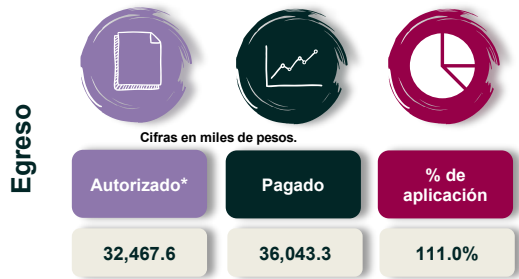 Egreso
Cifras en miles de pesos.
Autorizado*
Pagado
% de
aplicación
32,467.6
36,043.3
111.0%